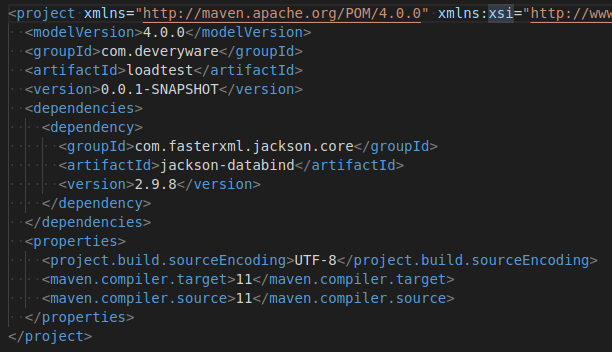 <project xmlns="http://maven.apache.org/POM/4.0.0" xmlns:xsi="http://www
<modelVersion>4.0.0</modelVersion>
<groupId>com.deveryware</groupId>
<artifactId>loadtest</artifactId>
<version>0.0.1-SNAPSHOT</version>
<dependencies>
<dependency>
<groupId>com.fasterxml.jackson.core</groupId>
<artifactId>jackson-databind</artifactId>
<version>2.9.8</version>
</dependency>
</dependencies>
<properties>
<project.build.sourceEncoding>UTF-8</project.build.sourceEncoding>
<maven.compiler.target>11</maven.compiler.target>
<maven.compiler.source>11</maven.compiler.source>
</properties>
</project>